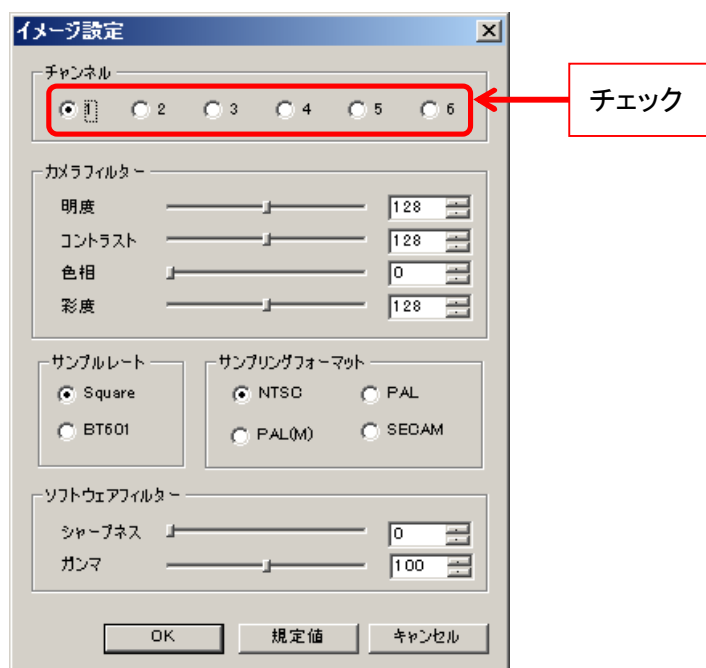 イメージ設定
チャンネル
1 2 3 4 5 6
チェック
カメラフィルター
明度 128
コントラスト 128
色相 0
彩度 128
サンプルレート
Square
BT601
サンプリングフォーマット
NTSC PAL
PAL(M) SECAM
ソフトウェアフィルター
シャープネス 0
ガンマ 100
OK 規定値 キャンセル